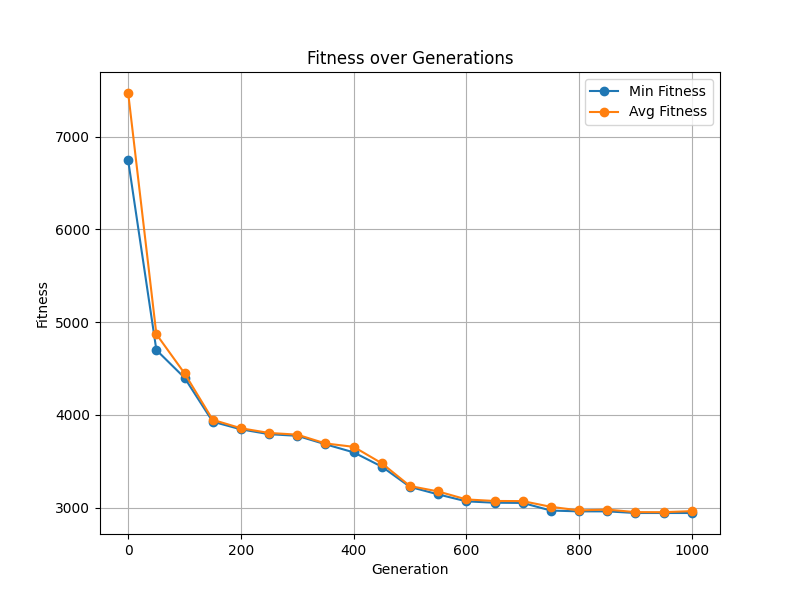 Fitness over Generations
Min Fitness
Avg Fitness
Fitness
7000
6000
5000
4000
3000
0 200 400 600 800 1000
Generation